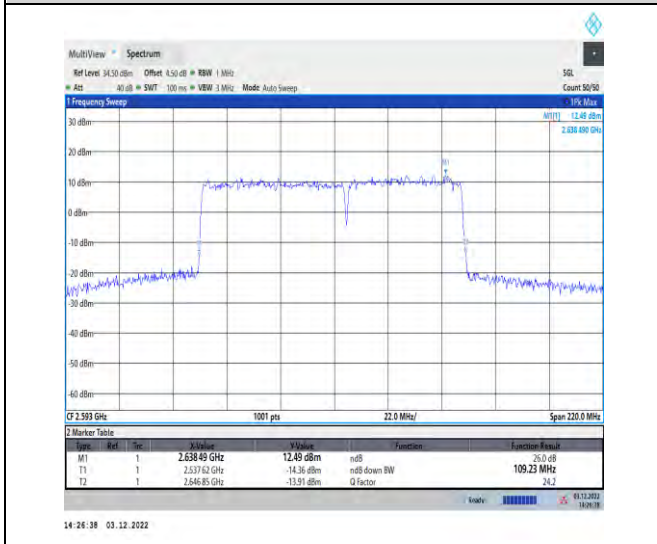 MultiView Spectrum
Ref Level 34.50 dBm Offset 4.50 dB RBW 1 MHz SGL
Att 40 dB SWT 100 ms VBW 3 MHz Mode Auto Sweep Count 50/50
1 Frequency Sweep 1Pk Max
M1[1] 12.49 dBm
2.638 490 GHz
30 dBm
20 dBm
M1
10 dBm
0 dBm
-10 dBm
-20 dBm
-30 dBm
-40 dBm
-50 dBm
-60 dBm
CF 2.593 GHz 1001 pts 22.0 MHz/ Span 220.0 MHz
2 Marker Table
Type Ref Trc X-Value Y-Value Function Function Result
M1 1 2.63849 GHz 12.49 dBm ndB 26.0 dB
T1 1 2.53762 GHz -14.36 dBm ndB down BW 109.23 MHz
T2 1 2.64685 GHz -13.91 dBm Q Factor 24.2
Ready 03.12.2022
14:26:38
14:26:38 03.12.2022